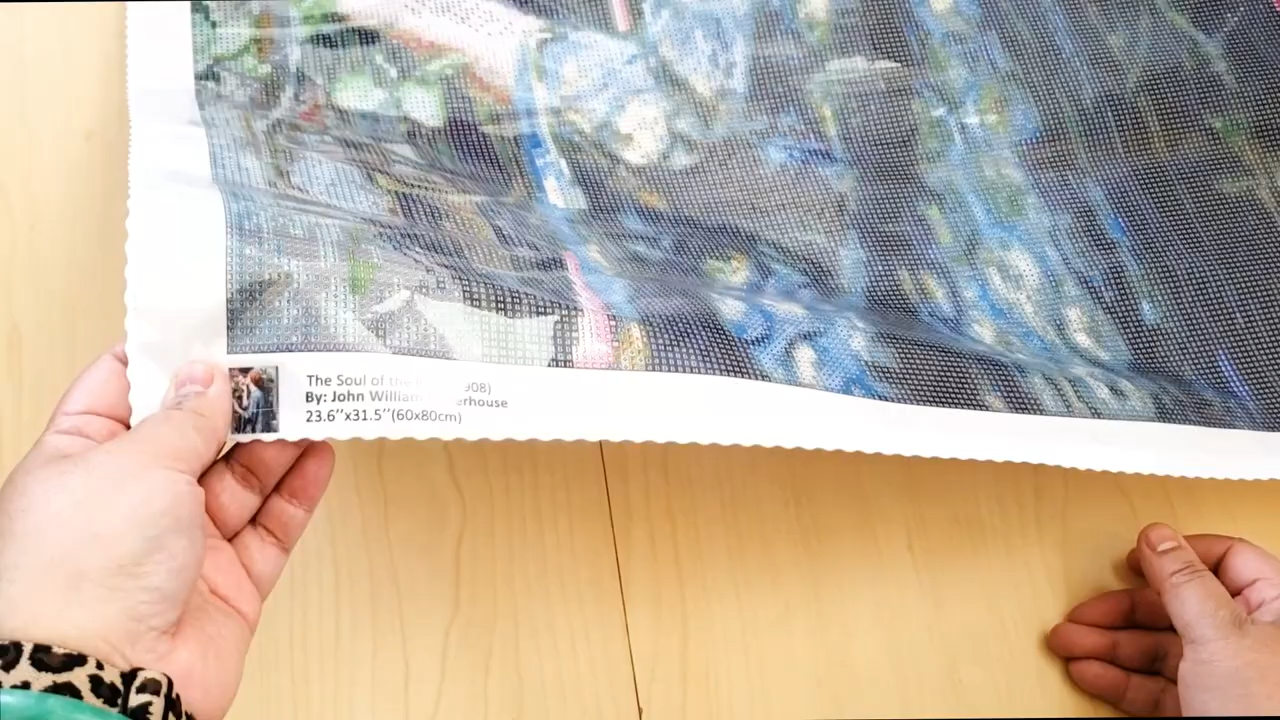 The Soul of the 908)
By: John William erhouse
23.6’’x31.5’’(60x80cm)